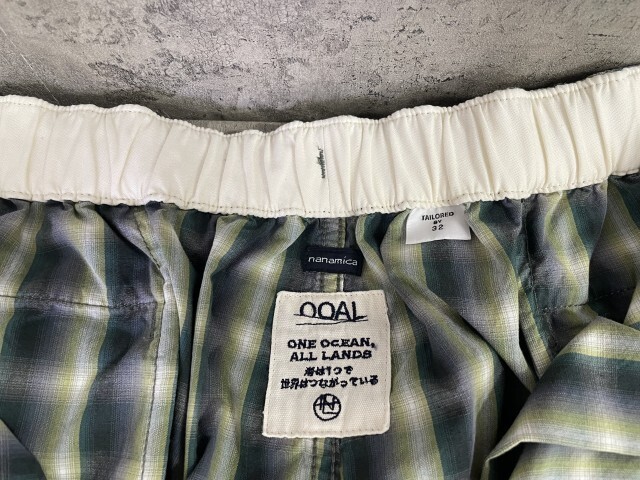 TAILORED
BY
32
nanamica
OOAL
ONE OCEAN,
ALL LANDS
海は1つで
世界はつながっている